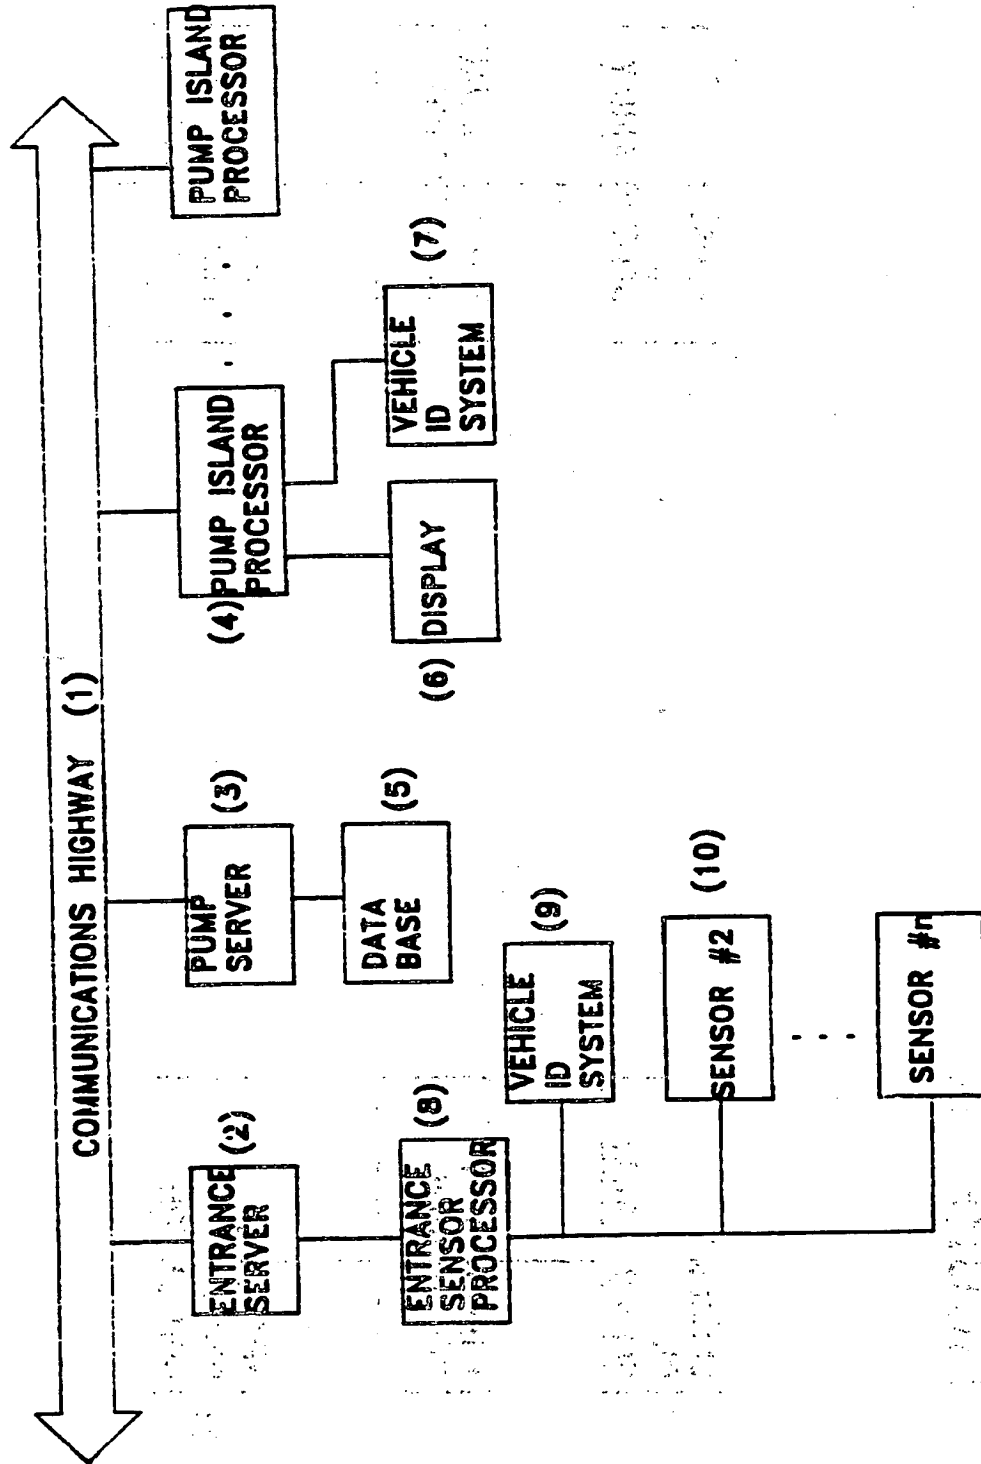 COMMUNICATIONS HIGHWAY (1)
ENTRANCE
SERVER
(2)
PUMP
SERVER
(3)
(4)
PUMP ISLAND
PROCESSOR
PUMP ISLAND
PROCESSOR
DATA
BASE
(5)
(6)
DISPLAY
VEHICLE
ID
SYSTEM
(7)
ENTRANCE
SENSOR
PROCESSOR
(8)
VEHICLE
ID
SYSTEM
(9)
SENSOR #2
(10)
SENSOR #n